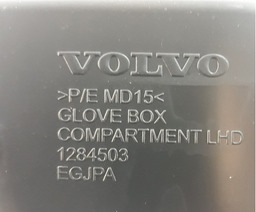 VOLVO
>P/E MD15<
GLOVE BOX
COMPARTMENT LHD
1284503
EGJPA